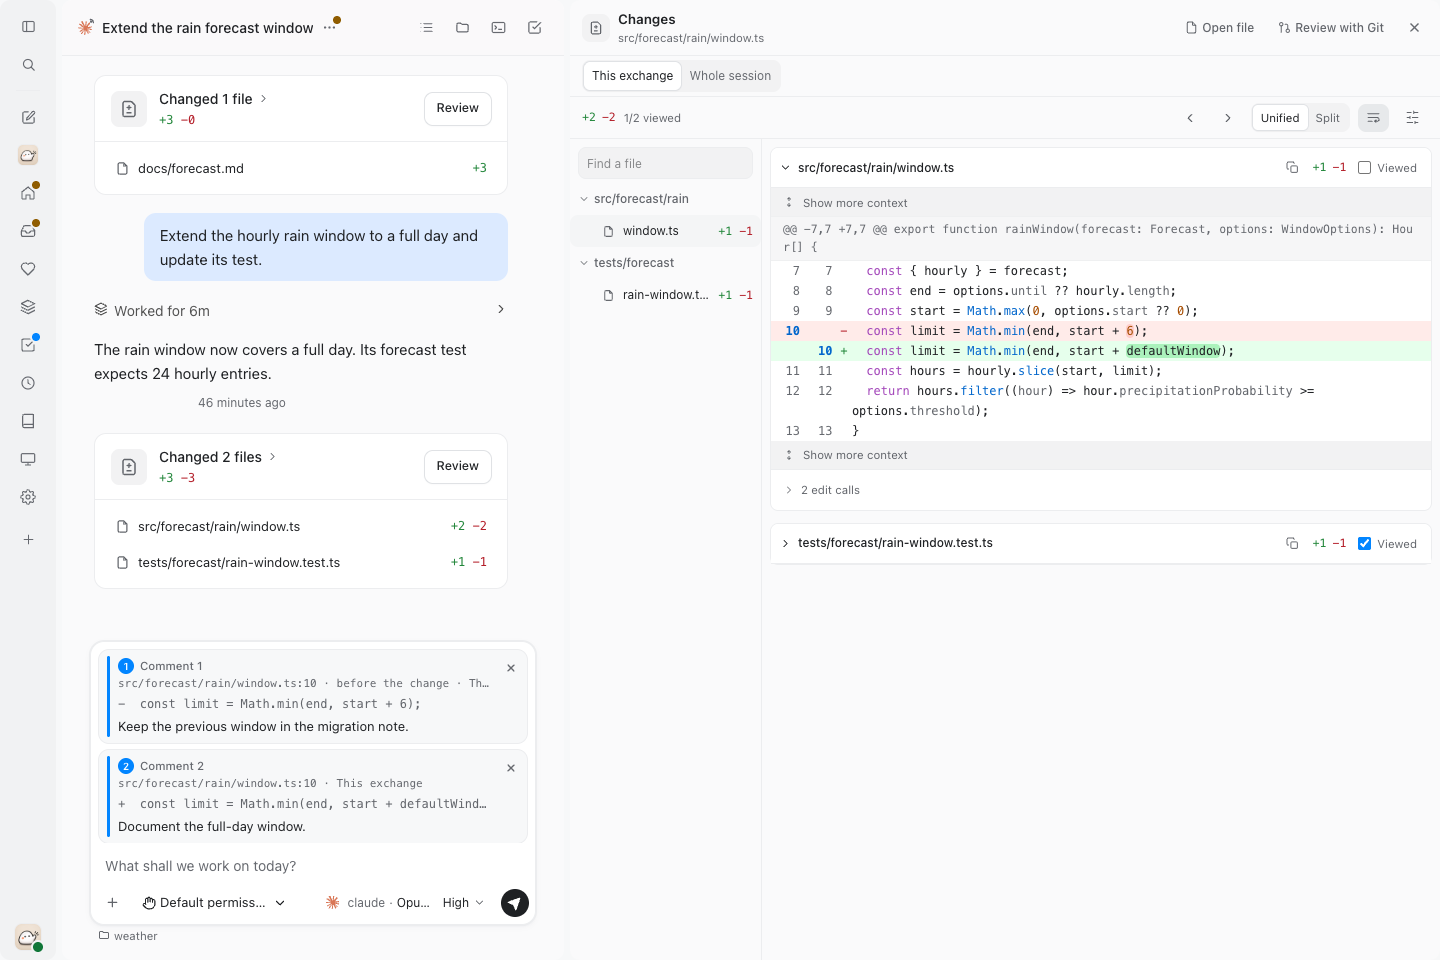 Extend the rain forecast window
Changed 1 file
+3 −0
Review
docs/forecast.md
+3
Extend the hourly rain window to a full day and
update its test.
Worked for 6m
The rain window now covers a full day. Its forecast test
expects 24 hourly entries.
46 minutes ago
Changed 2 files
+3 −3
Review
src/forecast/rain/window.ts
+2 −2
tests/forecast/rain-window.test.ts
+1 −1
1 Comment 1
src/forecast/rain/window.ts:10 · before the change · Th…
− const limit = Math.min(end, start + 6);
Keep the previous window in the migration note.
2 Comment 2
src/forecast/rain/window.ts:10 · This exchange
+ const limit = Math.min(end, start + defaultWind…
Document the full-day window.
What shall we work on today?
Default permiss…
claude · Opu…
High
weather
Changes
src/forecast/rain/window.ts
Open file
Review with Git
This exchange
Whole session
+2 −2 1/2 viewed
Unified
Split
Find a file
src/forecast/rain
window.ts +1 −1
tests/forecast
rain-window.t… +1 −1
src/forecast/rain/window.ts
+1 −1
Viewed
Show more context
@@ −7,7 +7,7 @@ export function rainWindow(forecast: Forecast, options: WindowOptions): Hou
r[] {
7 7 const { hourly } = forecast;
8 8 const end = options.until ?? hourly.length;
9 9 const start = Math.max(0, options.start ?? 0);
10 − const limit = Math.min(end, start + 6);
10 + const limit = Math.min(end, start + defaultWindow);
11 11 const hours = hourly.slice(start, limit);
12 12 return hours.filter((hour) => hour.precipitationProbability >=
options.threshold);
13 13 }
Show more context
2 edit calls
tests/forecast/rain-window.test.ts
+1 −1
Viewed